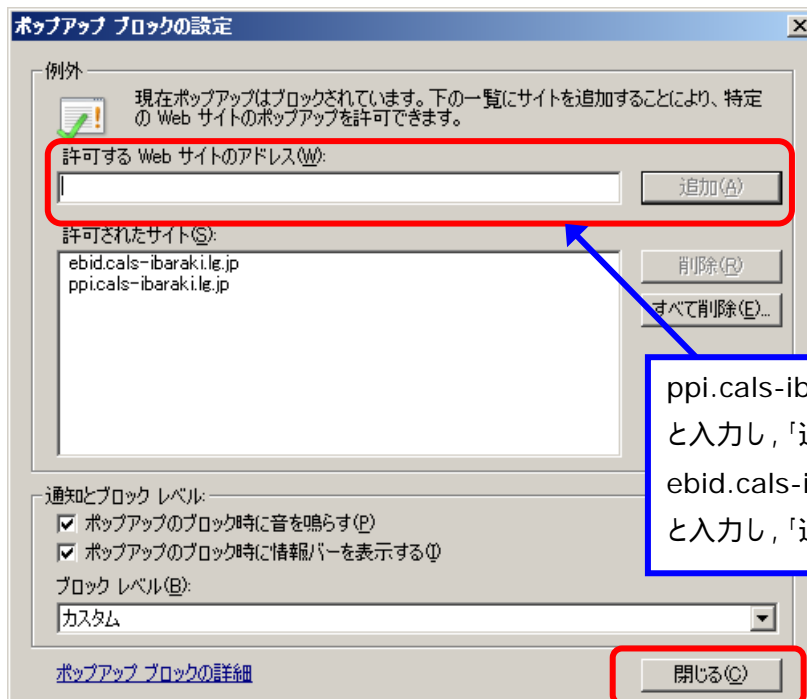 ポップアップ ブロックの設定
例外
現在ポップアップはブロックされています。下の一覧にサイトを追加することにより、特定
の Web サイトのポップアップを許可できます。
許可する Web サイトのアドレス(W):
追加(A)
許可されたサイト(S):
ebid.cals-ibaraki.lg.jp
ppi.cals-ibaraki.lg.jp
削除(R)
すべて削除(E)...
ppi.cals-ib
と入力し,「追
ebid.cals-i
と入力し,「追
通知とブロック レベル:
ポップアップのブロック時に音を鳴らす(P)
ポップアップのブロック時に情報バーを表示する(I)
ブロック レベル(B):
カスタム
ポップアップ ブロックの詳細
閉じる(C)